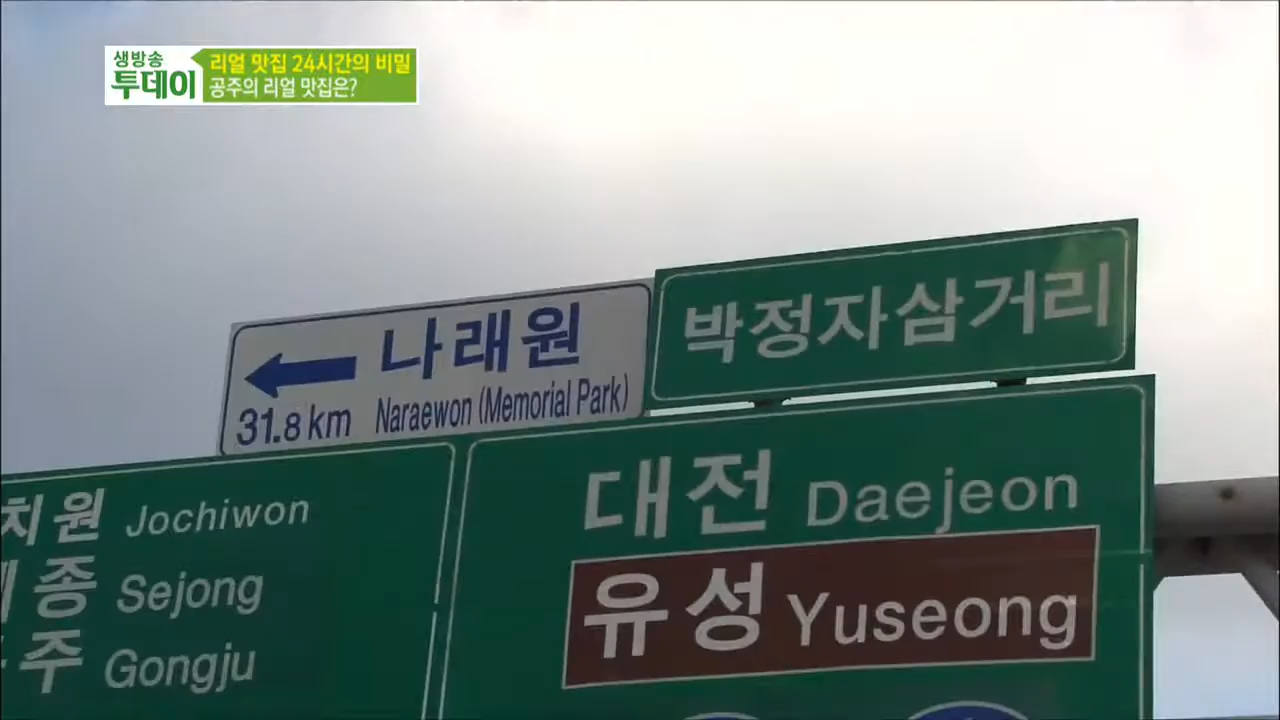 생방송
투데이
리얼 맛집 24시간의 비밀
공주의 리얼 맛집은?
나래원
31.8 km Naraewon (Memorial Park)
박정자삼거리
치원 Jochiwon
종 Sejong
주 Gongju
대전 Daejeon
유성 Yuseong